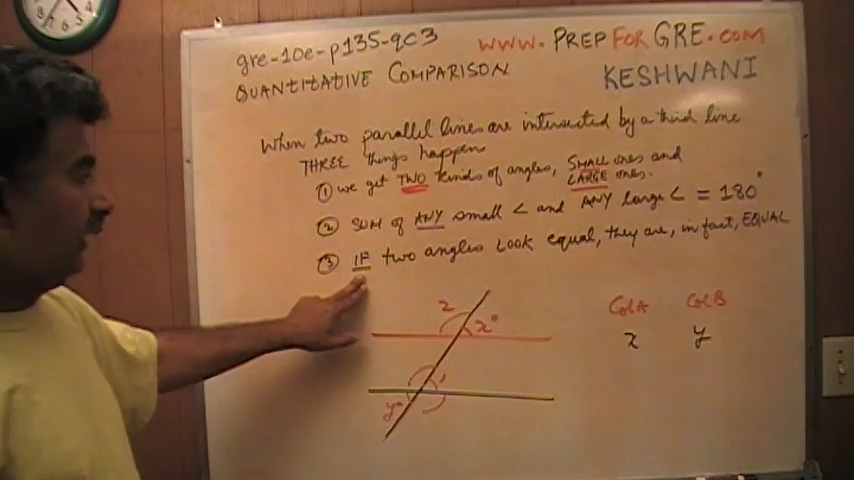 gre-10e-p135-qc3
www.PREPFORGRE.com
QUANTITATIVE COMPARISON
KESHWANI
When two parallel lines are intersected by a third line
THREE things happen
① we get TWO kinds of angles, SMALL ones and
LARGE ones.
② SUM of ANY small ∠ and ANY large ∠ = 180°
③ IF two angles LOOK equal, they are, in fact, EQUAL
2
x°
Col A Col B
x y
1
y°
5
6
7